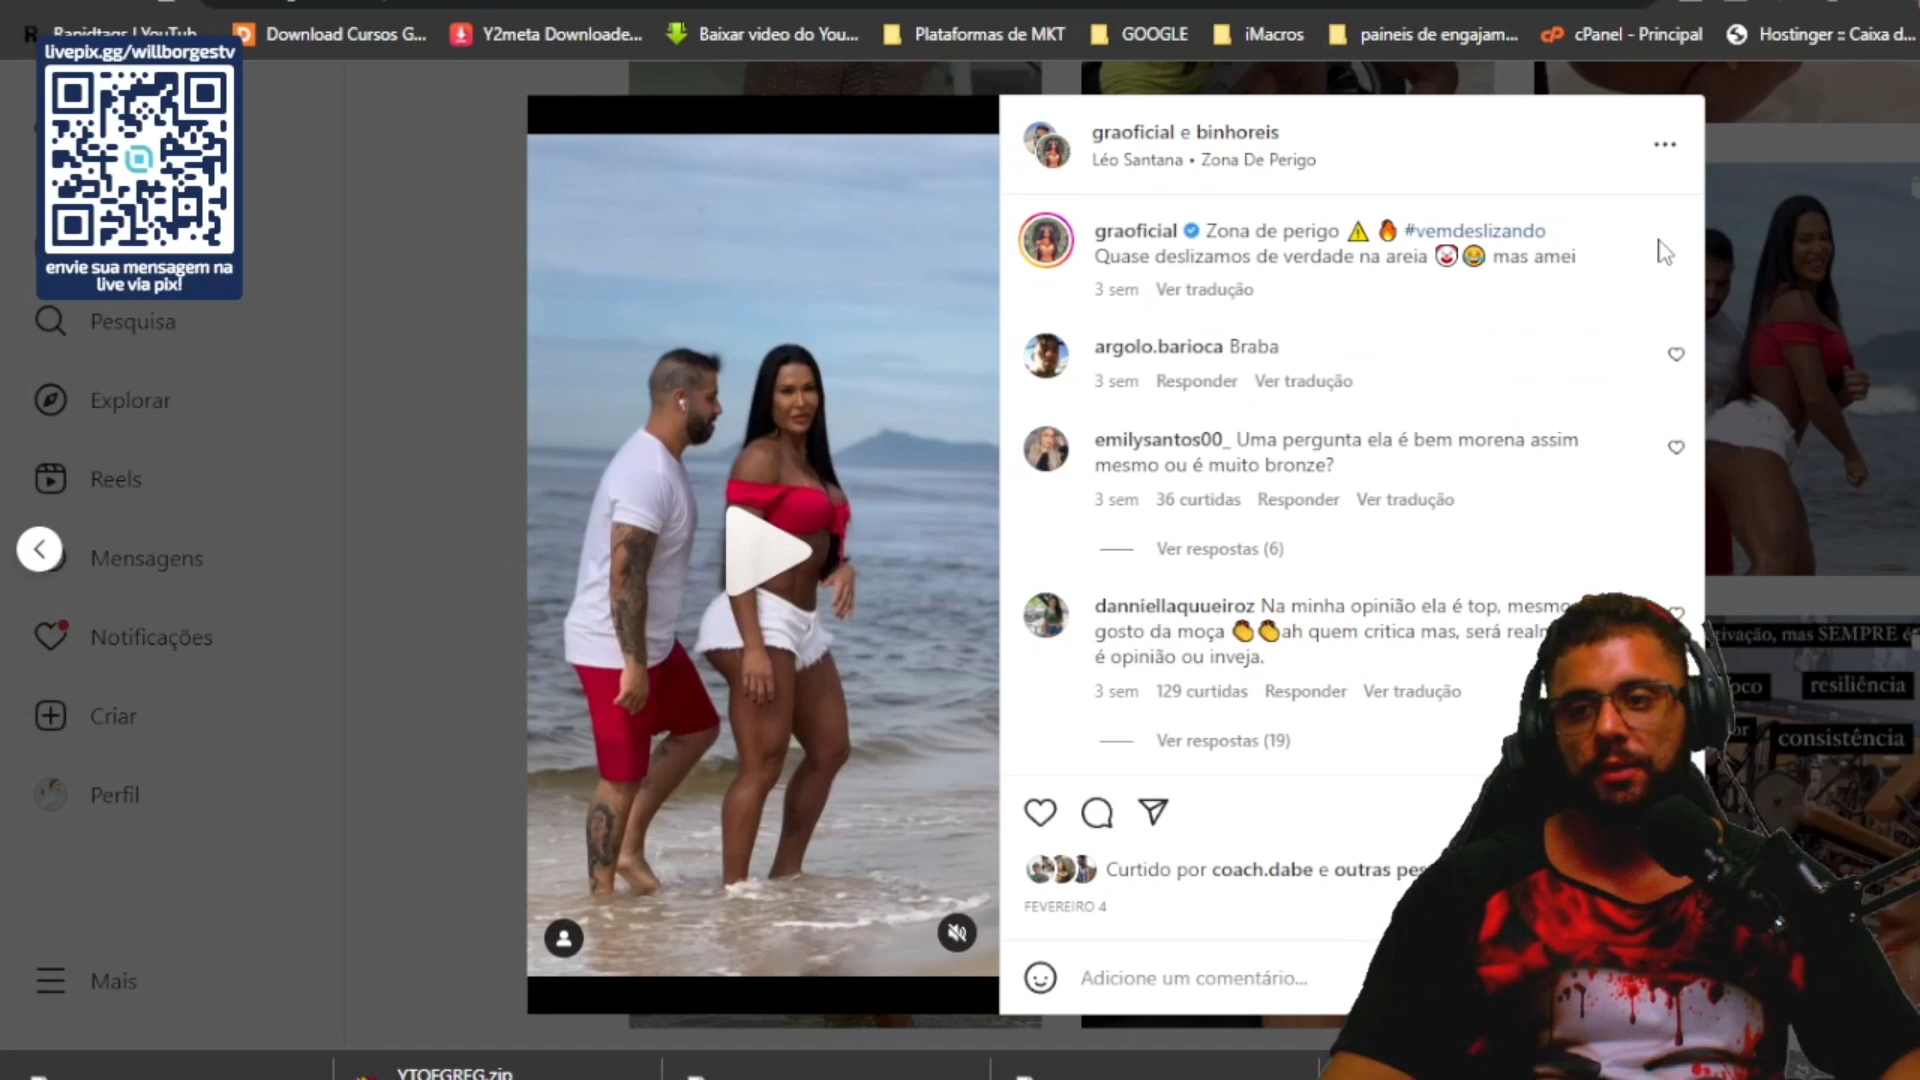 Rapidtags | YouTube
Download Cursos G...
Y2meta Downloade...
Baixar video do You...
Plataformas de MKT
GOOGLE
iMacros
paineis de engajam...
cPanel - Principal
Hostinger :: Caixa d...
livepix.gg/willborgestv
envie sua mensagem na
live via pix!
Pesquisa
Explorar
Reels
Mensagens
Notificações
Criar
Perfil
Mais
graoficial e binhoreis
Léo Santana • Zona De Perigo
graoficial Zona de perigo ⚠️ 🔥 #vemdeslizando
Quase deslizamos de verdade na areia 🤡😂 mas amei
3 sem Ver tradução
argolo.barioca Braba
3 sem Responder Ver tradução
emilysantos00_ Uma pergunta ela é bem morena assim
mesmo ou é muito bronze?
3 sem 36 curtidas Responder Ver tradução
Ver respostas (6)
danniellaquueiroz Na minha opinião ela é top, mesmo
gosto da moça 👏👏ah quem critica mas, será
é opinião ou inveja.
3 sem 129 curtidas Responder Ver tradução
Ver respostas (19)
Curtido por coach.dabe e outras
FEVEREIRO 4
Adicione um comentário...
mas SEMPRE é
resiliência
consistência
YTOFGREG.zip